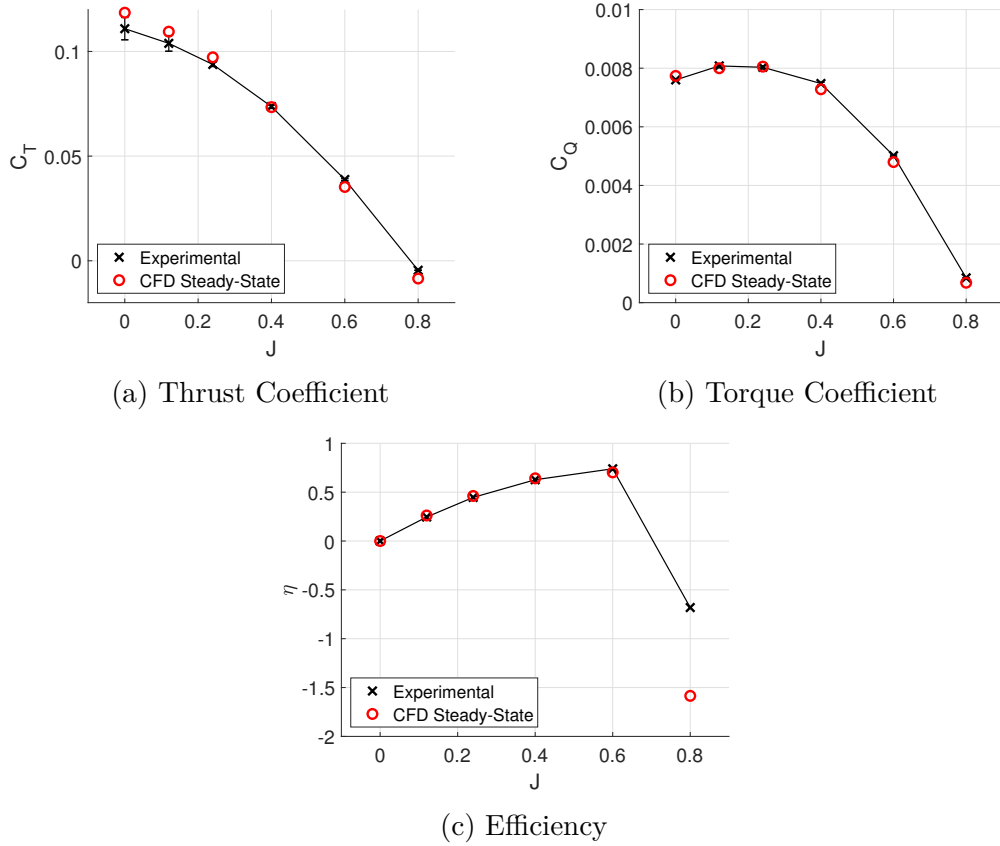 0.1
0.05
0
C_T
0 0.2 0.4 0.6 0.8
J
Experimental
CFD Steady-State
(a) Thrust Coefficient
0.01
0.008
0.006
0.004
0.002
0
C_Q
0 0.2 0.4 0.6 0.8
J
Experimental
CFD Steady-State
(b) Torque Coefficient
1
0.5
0
-0.5
-1
-1.5
-2
η
0 0.2 0.4 0.6 0.8
J
Experimental
CFD Steady-State
(c) Efficiency